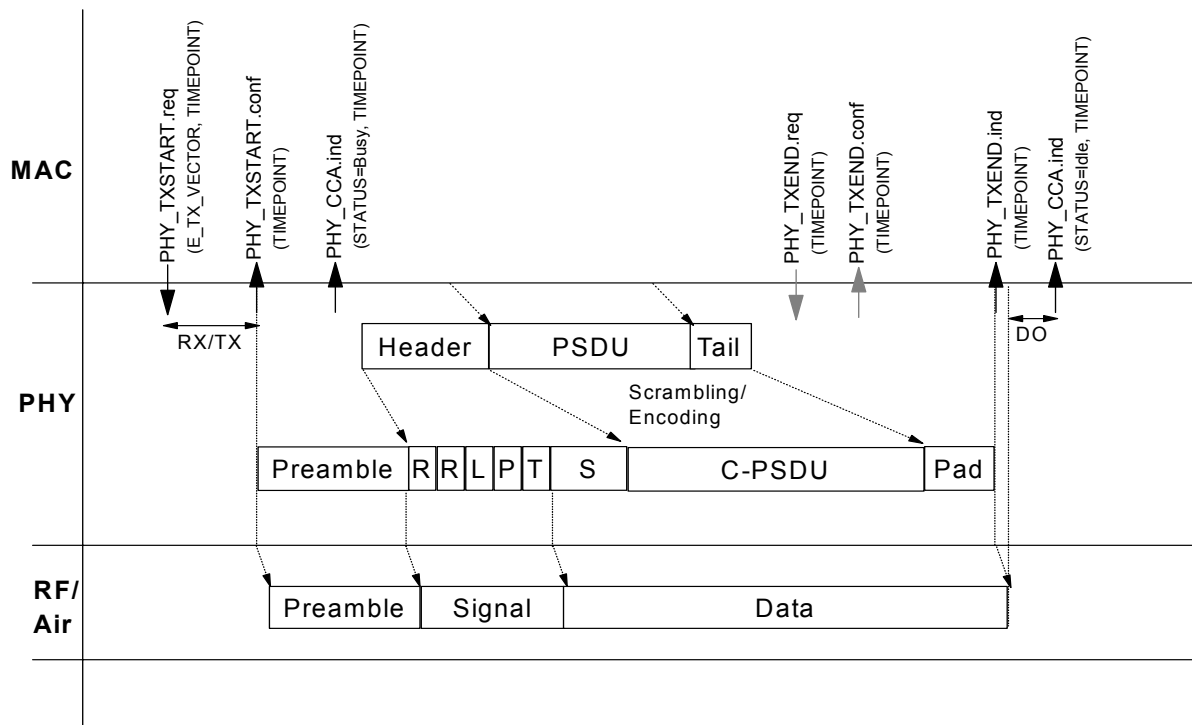 PHY_TXSTART.req
(E_TX_VECTOR, TIMEPOINT)
PHY_TXSTART.conf
(TIMEPOINT)
PHY_CCA.ind
(STATUS=Busy, TIMEPOINT)
PHY_TXEND.req
(TIMEPOINT)
PHY_TXEND.conf
(TIMEPOINT)
PHY_TXEND.ind
(TIMEPOINT)
PHY_CCA.ind
(STATUS=Idle, TIMEPOINT)
MAC
RX/TX
DO
Header
PSDU
Tail
PHY
Scrambling/
Encoding
Preamble
R
R
L
P
T
S
C-PSDU
Pad
RF/
Air
Preamble
Signal
Data